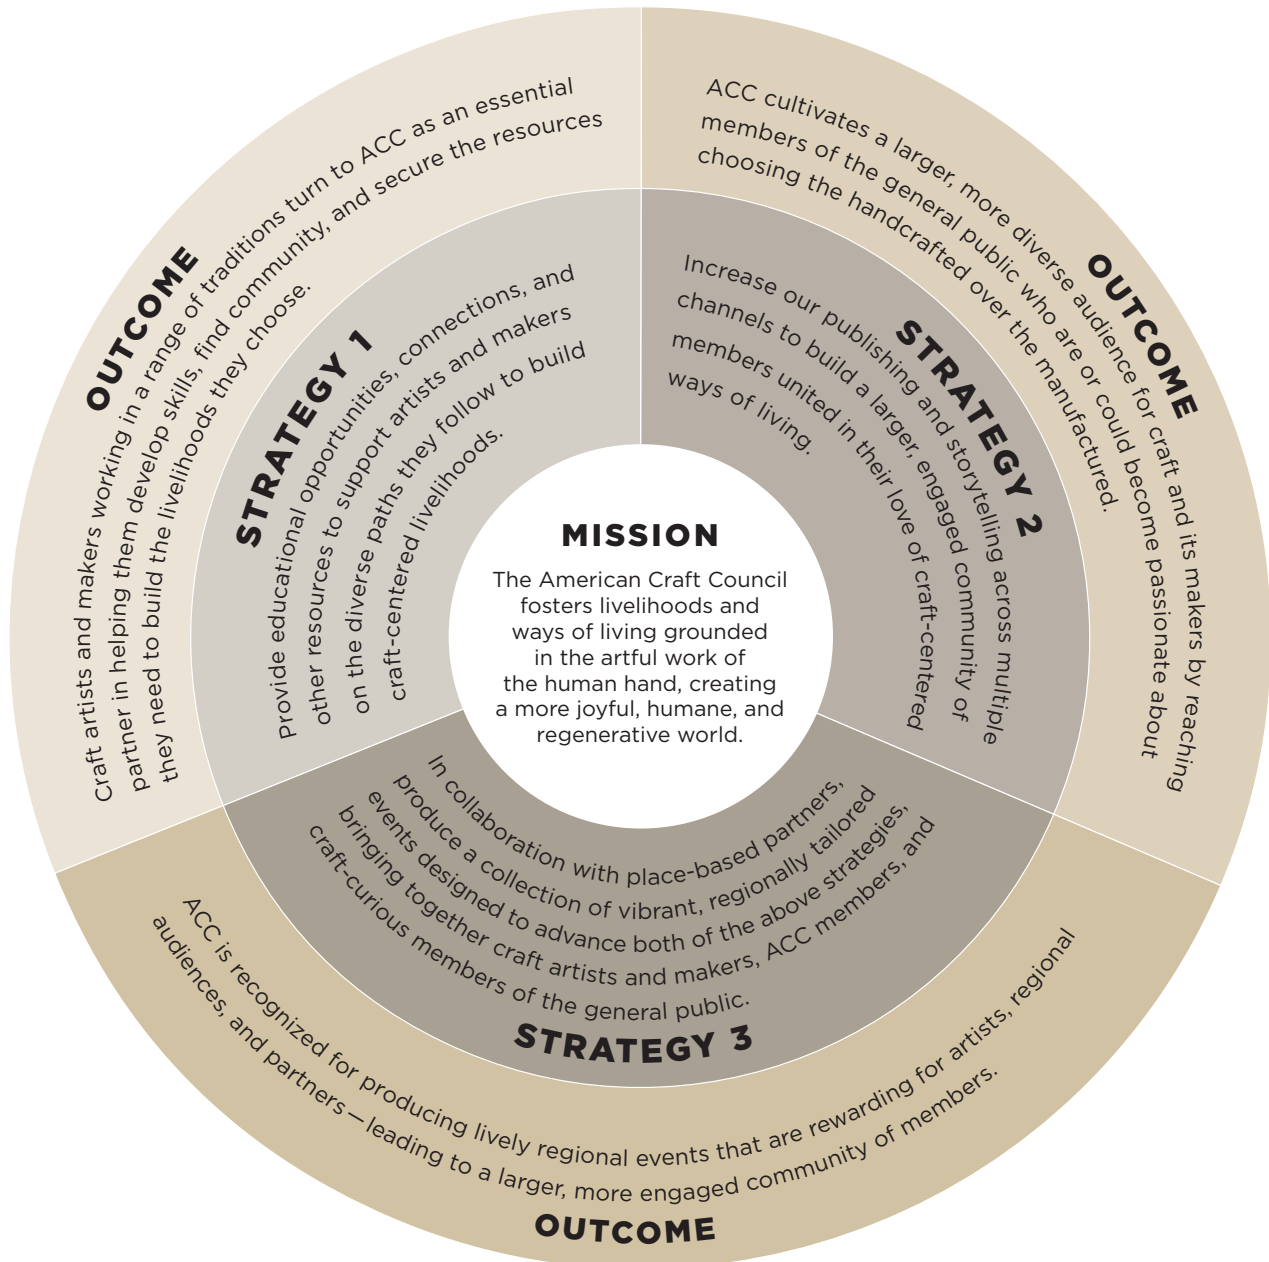 MISSION
The American Craft Council
fosters livelihoods and
ways of living grounded
in the artful work of
the human hand, creating
a more joyful, humane, and
regenerative world.
STRATEGY 1
Provide educational opportunities, connections, and
other resources to support artists and makers
on the diverse paths they follow to build
craft-centered livelihoods.
OUTCOME
Craft artists and makers working in a range of traditions turn to ACC as an essential
partner in helping them develop skills, find community, and secure the resources
they need to build the livelihoods they choose.
STRATEGY 2
Increase our publishing and storytelling across multiple
channels to build a larger, engaged community of
members united in their love of craft-centered
ways of living.
OUTCOME
ACC cultivates a larger, more diverse audience for craft and its makers by reaching
members of the general public who are or could become passionate about
choosing the handcrafted over the manufactured.
In collaboration with place-based partners,
produce a collection of vibrant, regionally tailored
events designed to advance both of the above strategies,
bringing together craft artists and makers, ACC members, and
craft-curious members of the general public.
STRATEGY 3
ACC is recognized for producing lively regional events that are rewarding for artists, regional
audiences, and partners—leading to a larger, more engaged community of members.
OUTCOME